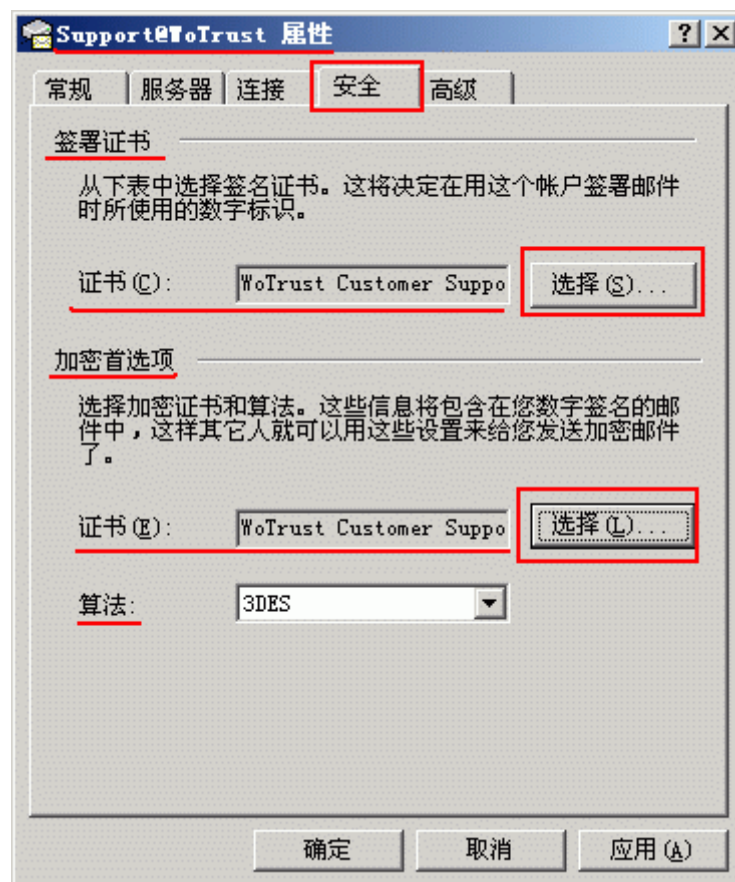 Support@WoTrust 属性
常规 服务器 连接 安全 高级
签署证书
从下表中选择签名证书。这将决定在用这个帐户签署邮件
时所使用的数字标识。
证书(C): WoTrust Customer Suppo 选择(S)...
加密首选项
选择加密证书和算法。这些信息将包含在您数字签名的邮
件中，这样其它人就可以用这些设置来给您发送加密邮件
了。
证书(E): WoTrust Customer Suppo 选择(L)...
算法: 3DES
确定 取消 应用(A)